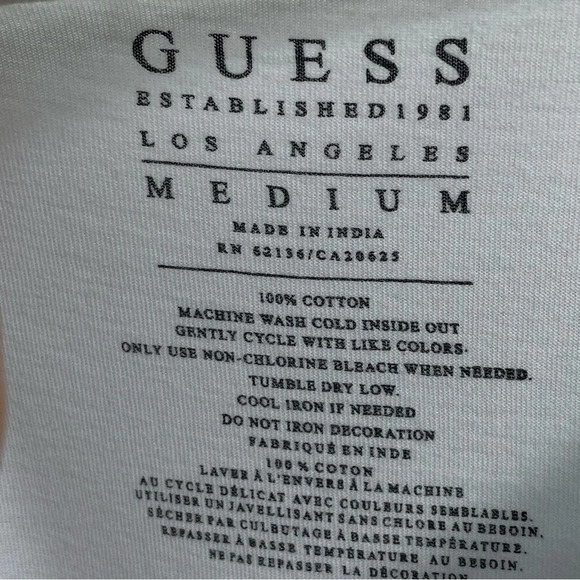 GUESS
ESTABLISHED 1981
LOS ANGELES
MEDIUM
MADE IN INDIA
RN 62136/CA20625
100% COTTON
MACHINE WASH COLD INSIDE OUT
GENTLY CYCLE WITH LIKE COLORS.
ONLY USE NON-CHLORINE BLEACH WHEN NEEDED.
TUMBLE DRY LOW.
COOL IRON IF NEEDED
DO NOT IRON DECORATION
FABRIQUÉ EN INDE
100 % COTON
LAVER À L'ENVERS À LA MACHINE
AU CYCLE DÉLICAT AVEC COULEURS SEMBLABLES.
UTILISER UN JAVELLISANT SANS CHLORE AU BESOIN.
SÉCHER PAR CULBUTAGE À BASSE TEMPÉRATURE.
REPASSER À BASSE TEMPÉRATURE AU BESOIN.
NE PAS REPASSER LA DÉCORATION